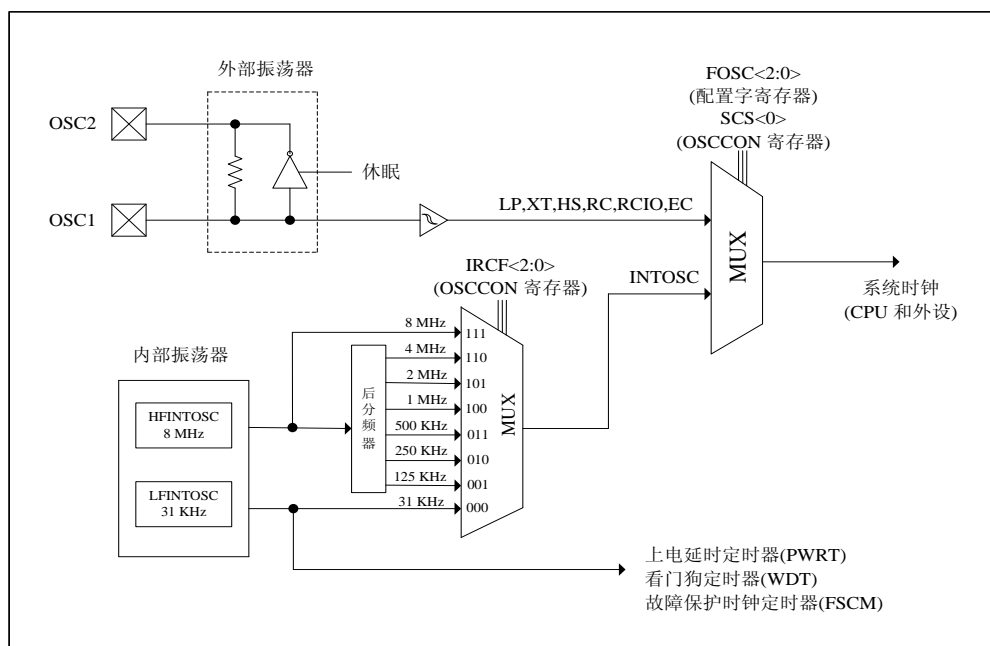 外部振荡器
OSC2
OSC1
休眠
FOSC<2:0>
(配置字寄存器)
SCS<0>
(OSCCON 寄存器)
LP,XT,HS,RC,RCIO,EC
MUX
INTOSC
系统时钟
(CPU 和外设)
IRCF<2:0>
(OSCCON 寄存器)
内部振荡器
HFINTOSC
8 MHz
LFINTOSC
31 KHz
后分频器
8 MHz
111
4 MHz
110
2 MHz
101
1 MHz
100
500 KHz
011
250 KHz
010
125 KHz
001
31 KHz
000
MUX
上电延时定时器(PWRT)
看门狗定时器(WDT)
故障保护时钟定时器(FSCM)